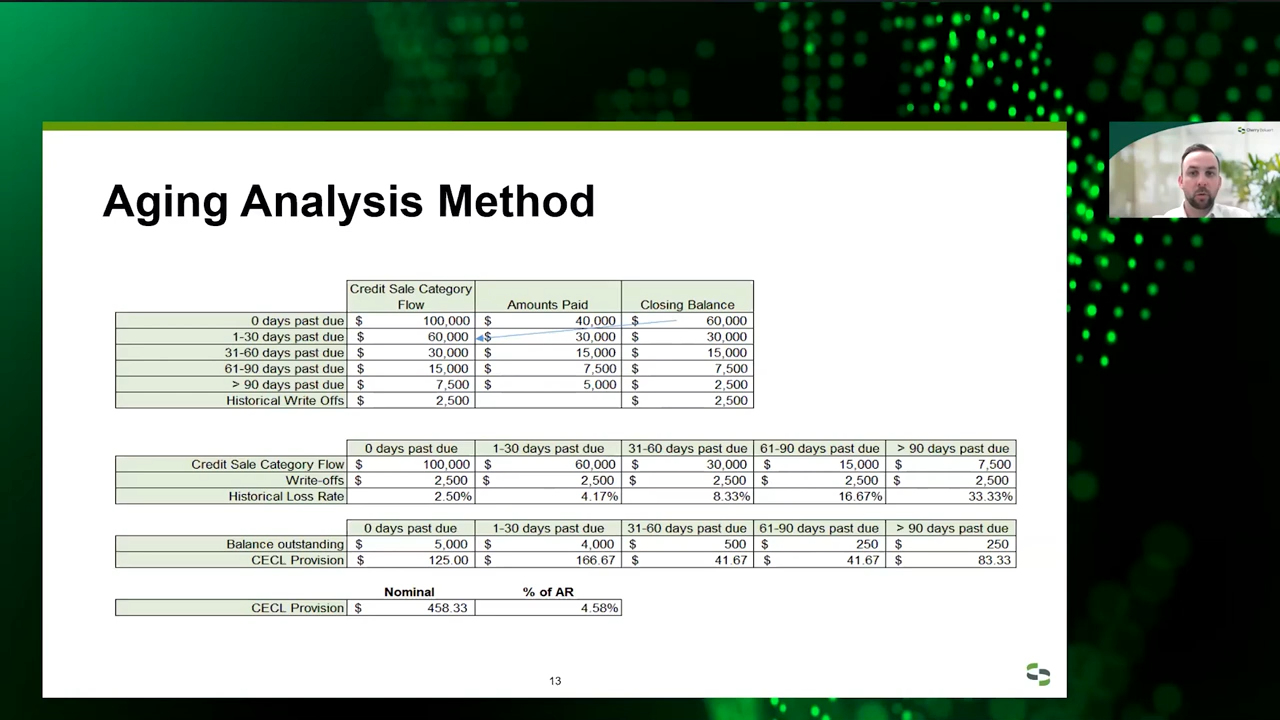 Cherry Bekaert
Aging Analysis Method
Credit Sale Category Flow Amounts Paid Closing Balance
0 days past due $ 100,000 $ 40,000 $ 60,000
1-30 days past due $ 60,000 $ 30,000 $ 30,000
31-60 days past due $ 30,000 $ 15,000 $ 15,000
61-90 days past due $ 15,000 $ 7,500 $ 7,500
> 90 days past due $ 7,500 $ 5,000 $ 2,500
Historical Write Offs $ 2,500 $ 2,500
0 days past due 1-30 days past due 31-60 days past due 61-90 days past due > 90 days past due
Credit Sale Category Flow $ 100,000 $ 60,000 $ 30,000 $ 15,000 $ 7,500
Write-offs $ 2,500 $ 2,500 $ 2,500 $ 2,500 $ 2,500
Historical Loss Rate 2.50% 4.17% 8.33% 16.67% 33.33%
0 days past due 1-30 days past due 31-60 days past due 61-90 days past due > 90 days past due
Balance outstanding $ 5,000 $ 4,000 $ 500 $ 250 $ 250
CECL Provision $ 125.00 $ 166.67 $ 41.67 $ 41.67 $ 83.33
Nominal % of AR
CECL Provision $ 458.33 4.58%
13